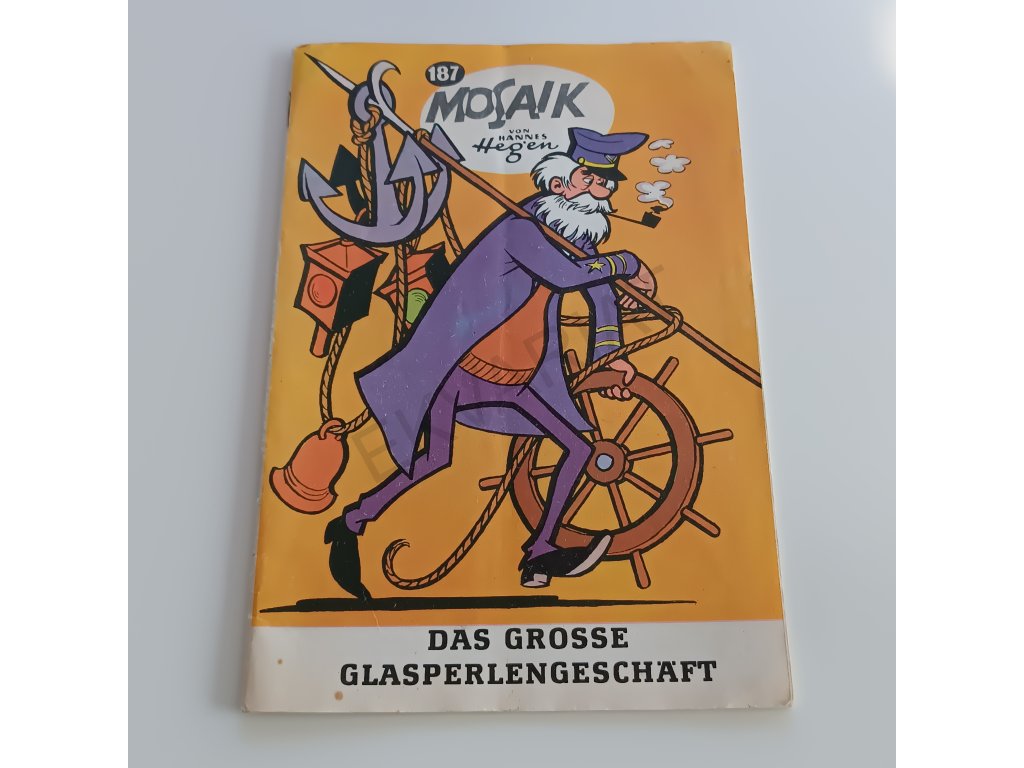 187
MOSAIK
VON
HANNES
Hegen
DAS GROSSE
GLASPERLENGESCHÄFT